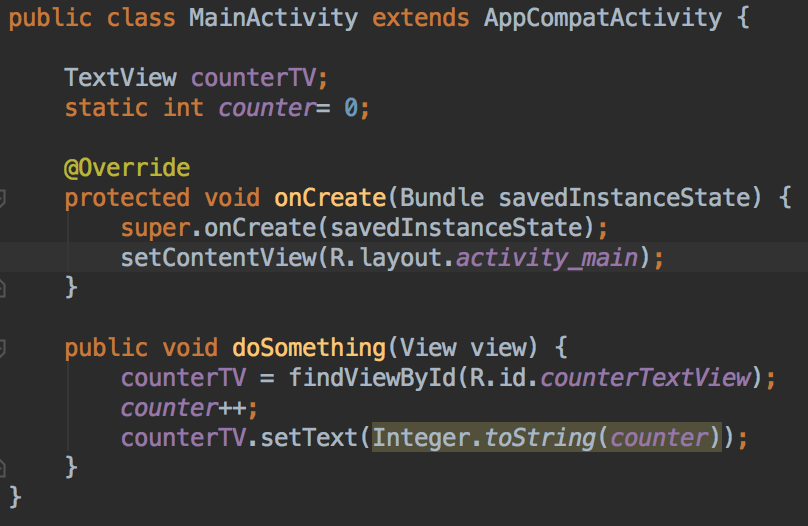 public class MainActivity extends AppCompatActivity {
TextView counterTV;
static int counter= 0;
@Override
protected void onCreate(Bundle savedInstanceState) {
super.onCreate(savedInstanceState);
setContentView(R.layout.activity_main);
}
public void doSomething(View view) {
counterTV = findViewById(R.id.counterTextView);
counter++;
counterTV.setText(Integer.toString(counter));
}
}